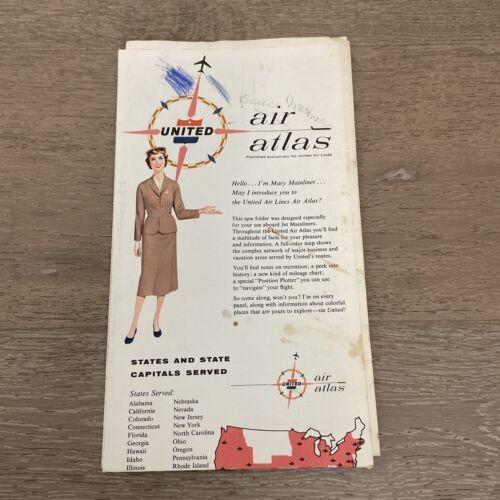 UNITED
air
atlas
Published exclusively for United Air Lines
Hello . . . I'm Mary Mainliner . . .
May I introduce you to
the United Air Lines Air Atlas?
This new folder was designed especially
for your use aboard Jet Mainliners.
Throughout the United Air Atlas you'll find
a multitude of facts for your pleasure
and information. A full-color map shows
the complex network of major business and
vacation areas served by United's routes.
You'll find notes on recreation; a peek into
history; a new kind of mileage chart;
a special "Position Plotter" you can use
to "navigate" your flight.
So come along, won't you? I'm on every
panel, along with information about colorful
places that are yours to explore—via United!
STATES AND STATE
CAPITALS SERVED
UNITED
air
atlas
States Served:
Alabama
California
Colorado
Connecticut
Florida
Georgia
Hawaii
Idaho
Illinois
Nebraska
Nevada
New Jersey
New York
North Carolina
Ohio
Oregon
Pennsylvania
Rhode Island